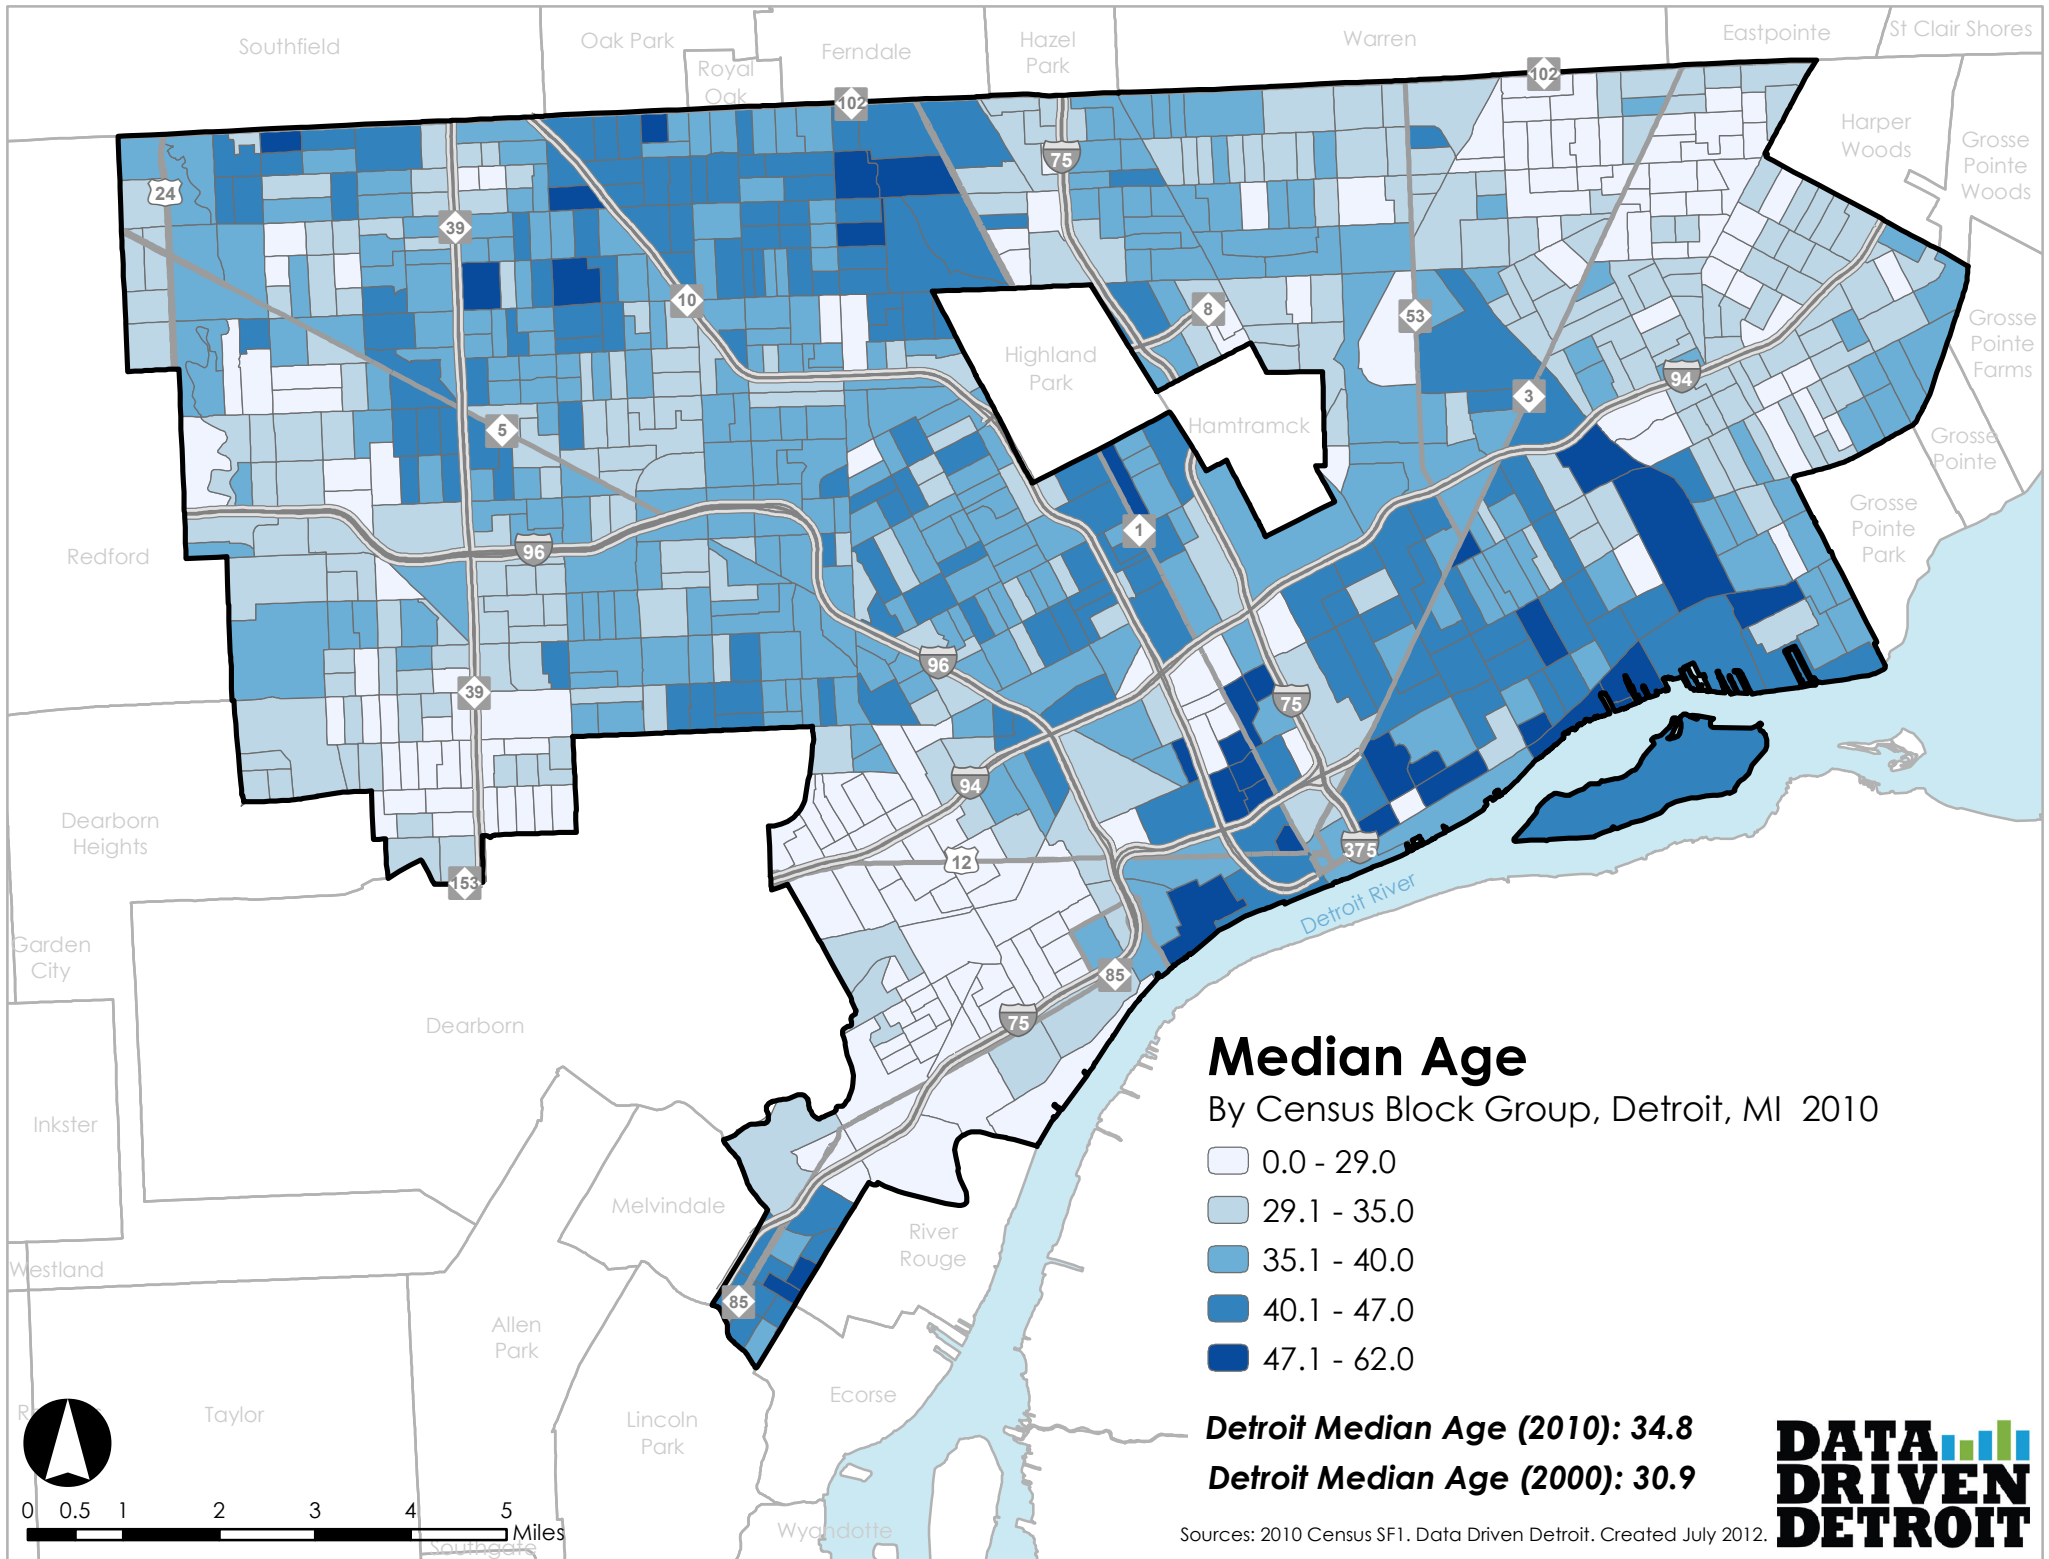 Southfield
Oak Park
Royal
Oak
Ferndale
Hazel
Park
Warren
Eastpointe
St Clair Shores
102
102
Harper
Woods
Grosse
Pointe
Woods
24
75
39
10
8
53
Grosse
Pointe
Farms
Highland
Park
94
3
5
Hamtramck
Grosse
Pointe
Grosse
Pointe
Park
1
96
Redford
96
39
75
94
Dearborn
Heights
12
375
153
Detroit River
Garden
City
85
Dearborn
75
Inkster
Melvindale
River
Rouge
Westland
85
Allen
Park
Ecorse
Taylor
Lincoln
Park
Wyandotte
Southgate
Median Age
By Census Block Group, Detroit, MI 2010
0.0 - 29.0
29.1 - 35.0
35.1 - 40.0
40.1 - 47.0
47.1 - 62.0
Detroit Median Age (2010): 34.8
Detroit Median Age (2000): 30.9
Sources: 2010 Census SF1. Data Driven Detroit. Created July 2012.
DATA
DRIVEN
DETROIT
0 0.5 1 2 3 4 5
Miles